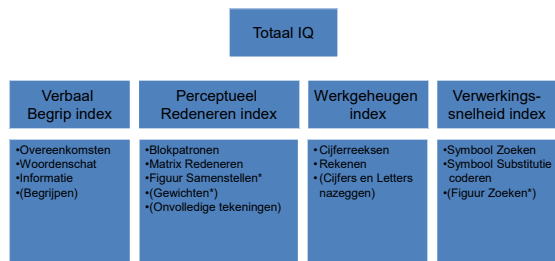 Totaal IQ
Verbaal
Begrip index
Perceptueel
Redeneren index
Werkgeheugen
index
Verwerkings-
snelheid index
•Overeenkomsten
•Woordenschat
•Informatie
•(Begrijpen)
•Blokpatronen
•Matrix Redeneren
•Figuur Samenstellen*
•(Gewichten*)
•(Onvolledige tekeningen)
•Cijferreeksen
•Rekenen
•(Cijfers en Letters
nazeggen)
•Symbool Zoeken
•Symbool Substitutie
coderen
•(Figuur Zoeken*)